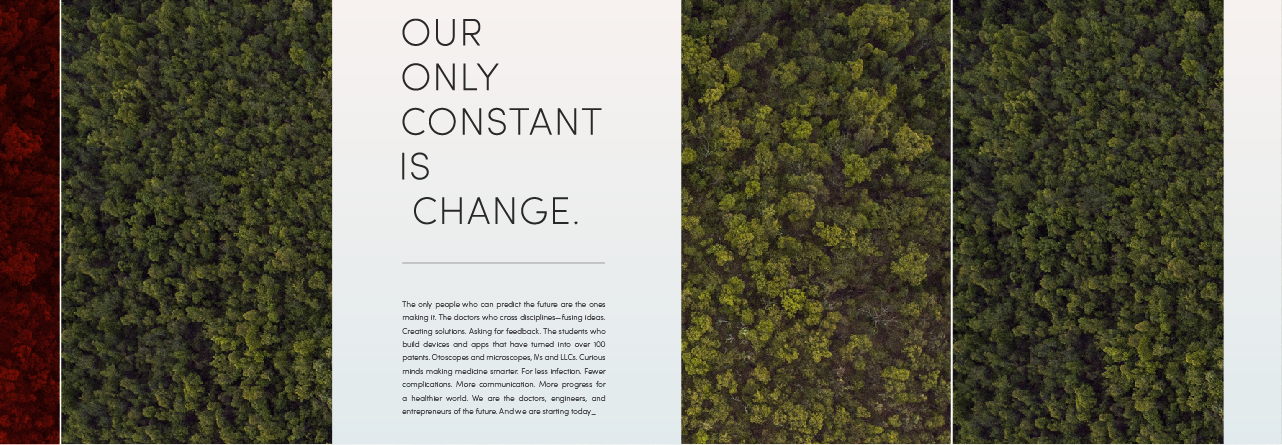 OUR
ONLY
CONSTANT
IS
CHANGE.
The only people who can predict the future are the ones
making it. The doctors who cross disciplines—fusing ideas.
Creating solutions. Asking for feedback. The students who
build devices and apps that have turned into over 100
patents. Otoscopes and microscopes, IVs and LLCs. Curious
minds making medicine smarter. For less infection. Fewer
complications. More communication. More progress for
a healthier world. We are the doctors, engineers, and
entrepreneurs of the future. And we are starting today_